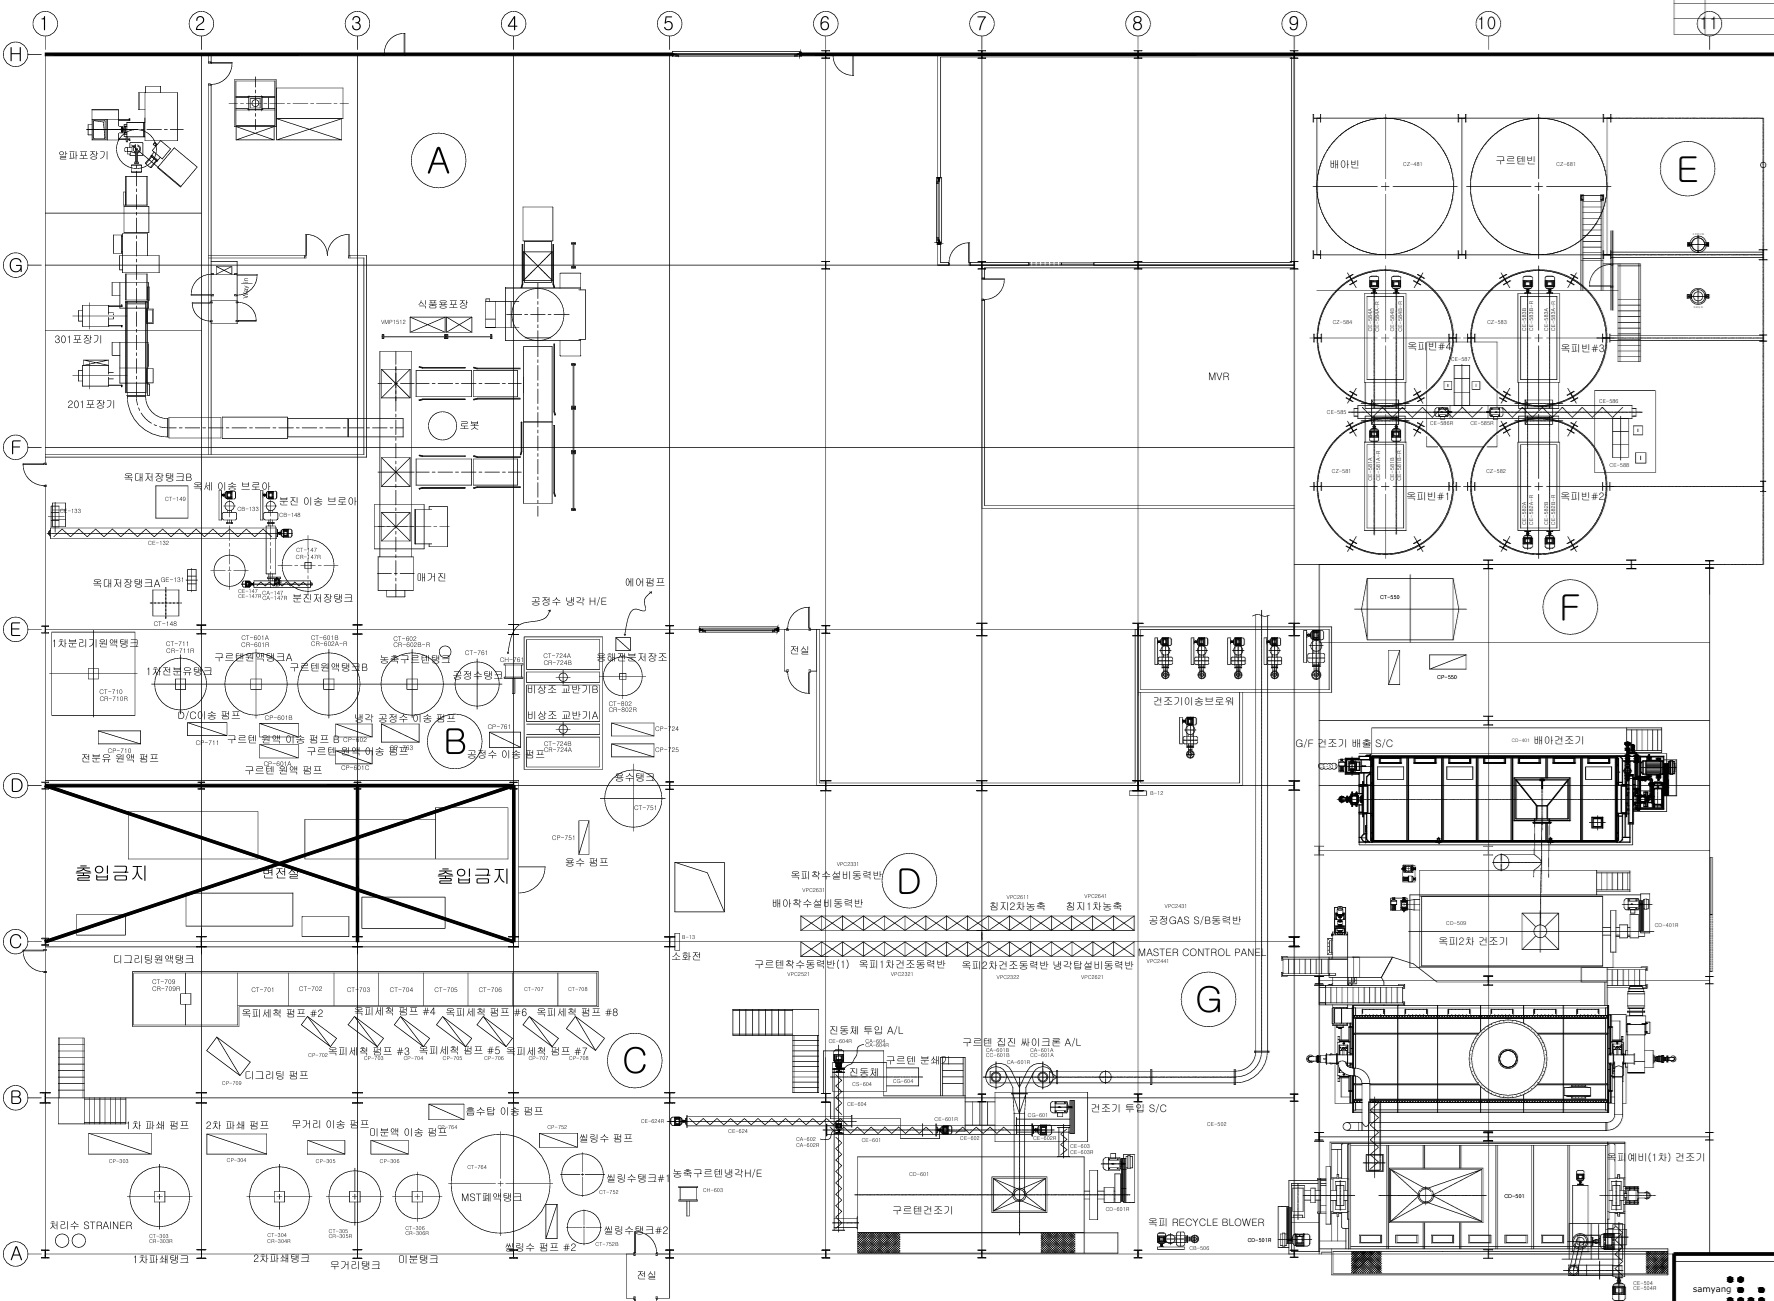 1 2 3 4 5 6 7 8 9 10 11
H
A
E
배아빈
CZ-481
구르텐빈
CZ-681
알파포장기
G
Way In
식품용포장
VMP1512
301포장기
201포장기
로봇
MVR
CZ-584
CZ-583
옥피빈#4
옥피빈#3
CE-587
CE-585
CE-586
CE-586R
CE-585R
CE-588
F
CZ-581
CZ-582
옥피빈#1
옥피빈#2
옥대저장탱크B
CT-149
옥세 이송 브로아
분진 이송 브로아
CB-133
CB-148
CE-133
CE-132
CT-147
CR-147R
옥대저장탱크A
GE-131
CE-147
CE-147R
CA-147
CA-147R
분진저장탱크
CT-148
매거진
에어펌프
공정수 냉각 H/E
CT-550
F
E
1차분리기원액탱크
CT-711
CR-711R
CT-601A
CR-601R
CT-601B
CR-602A-R
CT-602
CR-602B-R
CT-761
CH-761
CT-724A
CR-724B
1차전분유탱크
구르텐원액탱크A
구르텐원액탱크B
농축구르텐탱크
공정수탱크
용해전분저장조
CT-710
CR-710R
비상조 교반기B
비상조 교반기A
CT-802
CR-802R
전실
건조기이송브로워
CP-550
D/C이송 펌프
CP-601B
냉각 공정수 이송 펌프
CP-761
CP-724
CP-710
CP-711
구르텐 원액 이송 펌프 B
CP-602
CP-763
B
CT-724B
CR-724A
CP-725
전분유 원액 펌프
구르텐 원액 이송 펌프
공정수 이송 펌프
CP-601A
CP-601C
구르텐 원액 펌프
G/F 건조기 배출 S/C
CD-401
배아건조기
D
용수탱크
CT-751
B-12
CP-751
용수 펌프
출입금지
변전실
출입금지
VPC2331
옥피착수설비동력반
D
VPC2631
배아착수설비동력반
VPC2611
침지2차농축
VPC2641
침지1차농축
VPC2431
공정GAS S/B동력반
CD-509
CD-401R
옥피2차 건조기
C
B-13
소화전
MASTER CONTROL PANEL
VPC2441
구르텐착수동력반(1)
VPC2521
옥피1차건조동력반
VPC2321
옥피2차건조동력반
VPC2322
냉각탑설비동력반
VPC2621
디그리팅원액탱크
CT-709
CR-709R
CT-701
CT-702
CT-703
CT-704
CT-705
CT-706
CT-707
CT-708
G
옥피세척 펌프 #2
옥피세척 펌프 #4
옥피세척 펌프 #6
옥피세척 펌프 #8
옥피세척 펌프 #3
옥피세척 펌프 #5
옥피세척 펌프 #7
CP-702
CP-703
CP-704
CP-705
CP-706
CP-707
CP-708
CP-709
디그리팅 펌프
C
진동체 투입 A/L
CE-604R
CA-604
CA-604R
구르텐 분쇄기
진동체
CS-604
CG-604
구르텐 집진 싸이크론 A/L
CA-601B
CC-601B
CA-601A
CC-601A
CA-601R
B
흡수탑 이송 펌프
CP-764
CE-604
CG-601
건조기 투입 S/C
1차 파쇄 펌프
2차 파쇄 펌프
무거리 이송 펌프
이분액 이송 펌프
CP-752
씰링수 펌프
CE-624R
CE-624
CA-602
CA-602R
CE-601
CE-601R
CE-602
CE-602R
CE-603
CE-603R
CE-502
CP-303
CP-304
CP-305
CP-306
CT-764
MST폐액탱크
씰링수탱크#1
CT-752
농축구르텐냉각H/E
CH-603
CD-601
CD-601R
구르텐건조기
옥피예비(1차) 건조기
CD-501
처리수 STRAINER
CT-303
CR-303R
CT-304
CR-304R
CT-305
CR-305R
CT-306
CR-306R
씰링수탱크#2
CT-752B
씰링수 펌프 #2
옥피 RECYCLE BLOWER
CD-501R
CB-506
A
1차파쇄탱크
2차파쇄탱크
무거리탱크
이분탱크
전실
CE-504
CE-504R
samyang